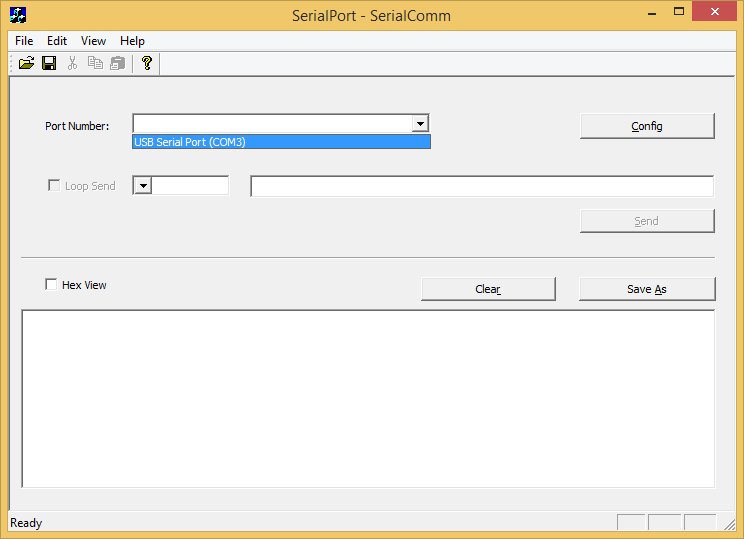 SerialPort - SerialComm
File Edit View Help
Port Number:
Config
USB Serial Port (COM3)
Loop Send
Send
Hex View
Clear
Save As
Ready